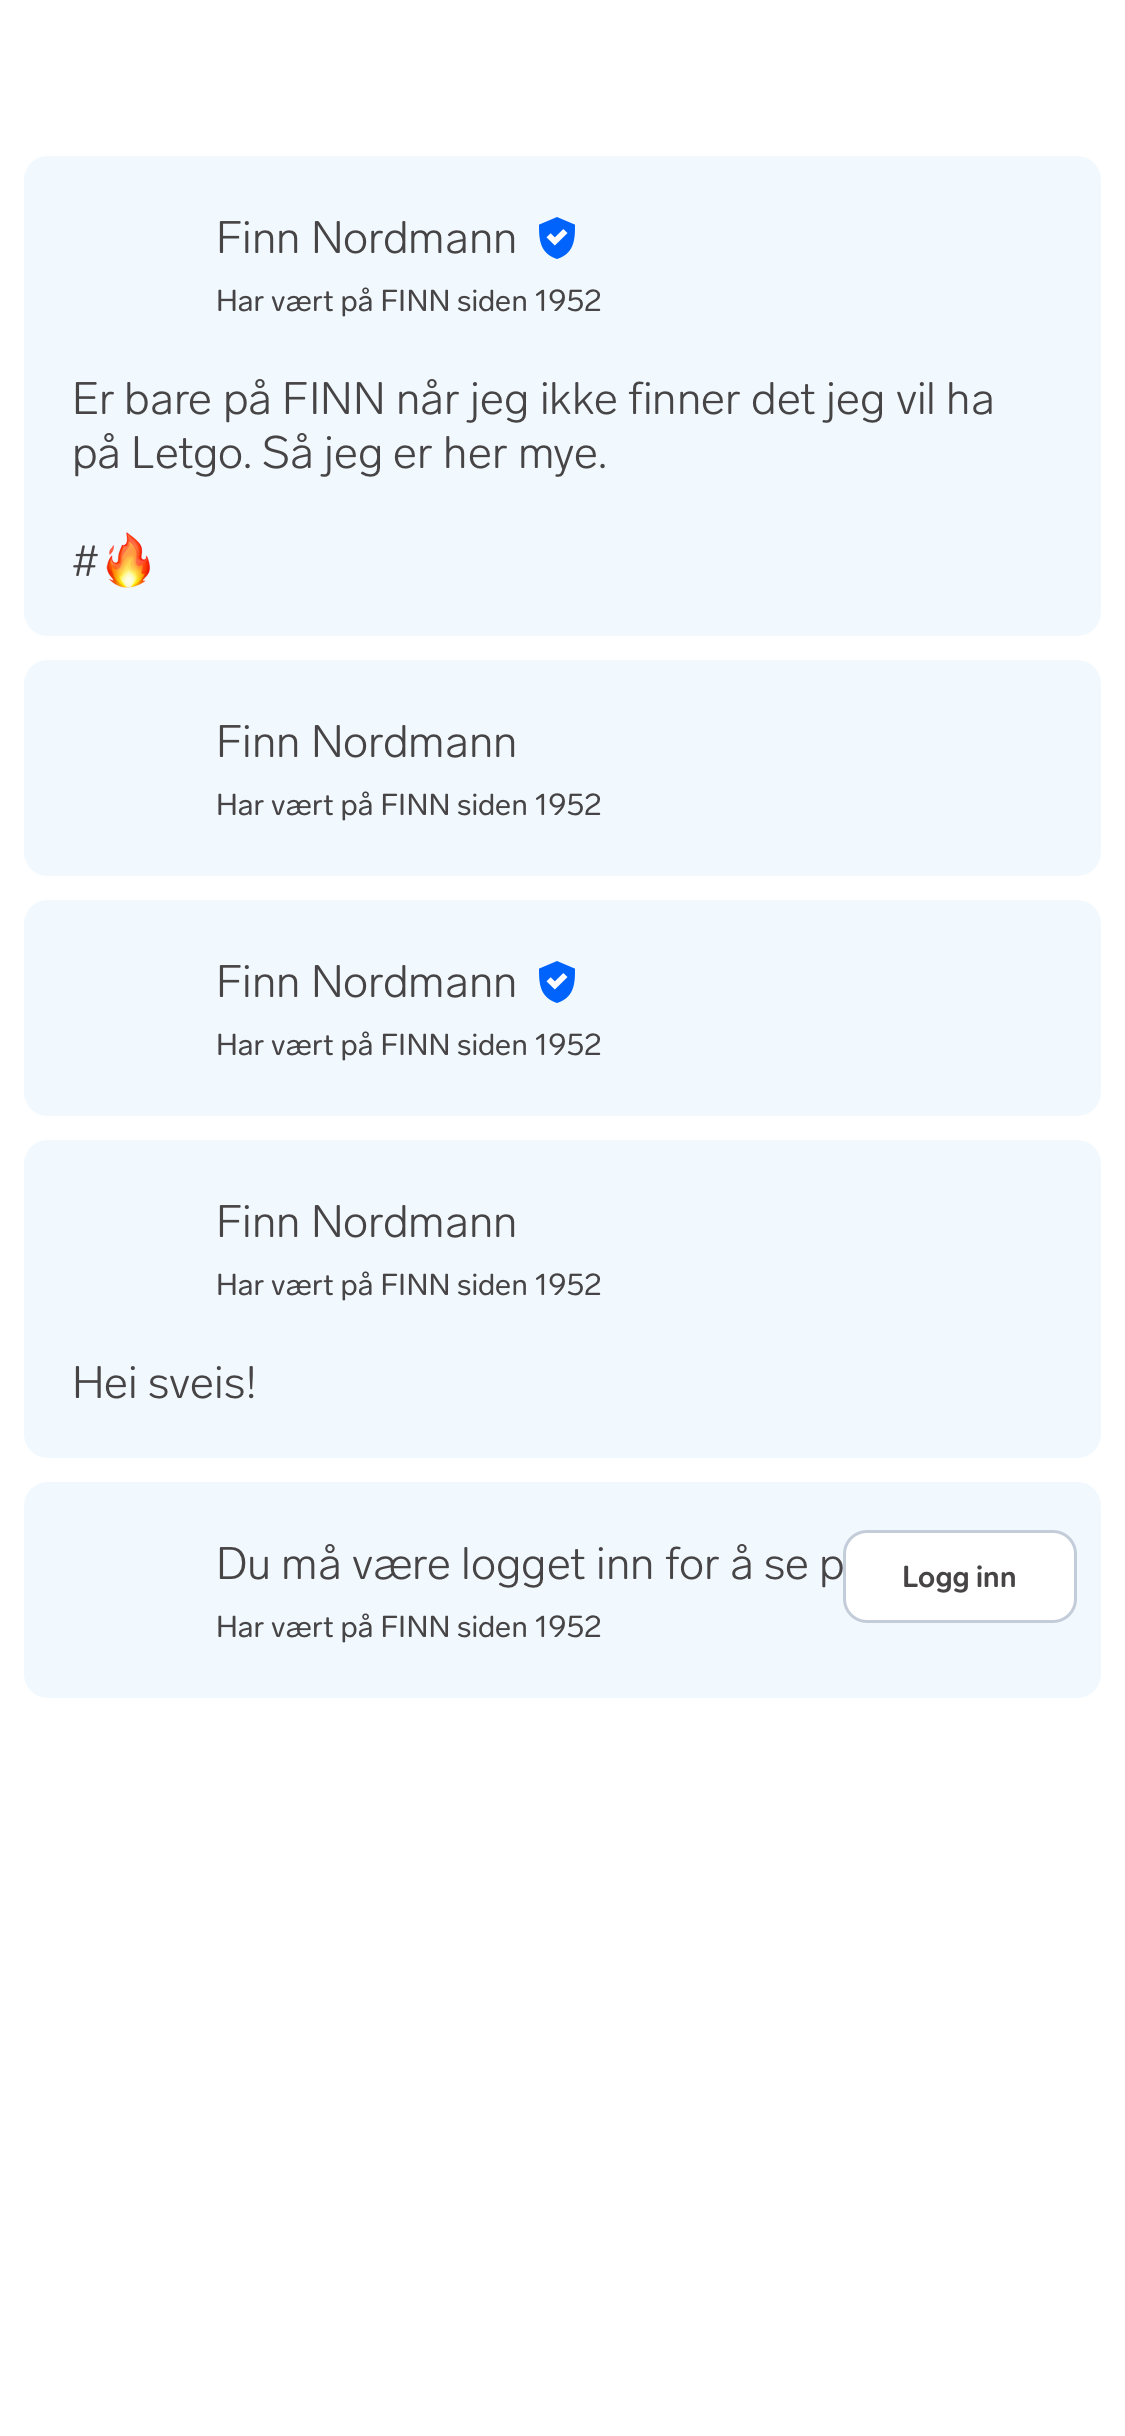 Finn Nordmann
Har vært på FINN siden 1952
Er bare på FINN når jeg ikke finner det jeg vil ha
på Letgo. Så jeg er her mye.
#🔥
Finn Nordmann
Har vært på FINN siden 1952
Finn Nordmann
Har vært på FINN siden 1952
Finn Nordmann
Har vært på FINN siden 1952
Hei sveis!
Du må være logget inn for å se p
Logg inn
Har vært på FINN siden 1952